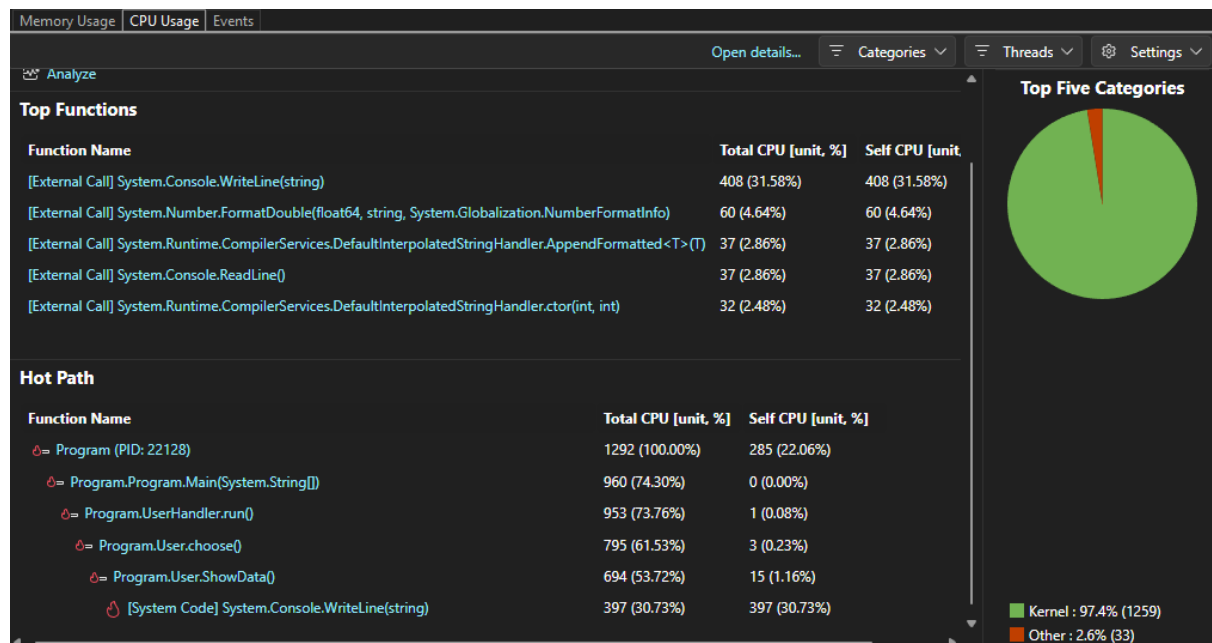 Memory Usage CPU Usage Events
Open details... Categories Threads Settings
Analyze
Top Functions
Function Name Total CPU [unit, %] Self CPU [unit,
[External Call] System.Console.WriteLine(string) 408 (31.58%) 408 (31.58%)
[External Call] System.Number.FormatDouble(float64, string, System.Globalization.NumberFormatInfo) 60 (4.64%) 60 (4.64%)
[External Call] System.Runtime.CompilerServices.DefaultInterpolatedStringHandler.AppendFormatted<T>(T) 37 (2.86%) 37 (2.86%)
[External Call] System.Console.ReadLine() 37 (2.86%) 37 (2.86%)
[External Call] System.Runtime.CompilerServices.DefaultInterpolatedStringHandler.ctor(int, int) 32 (2.48%) 32 (2.48%)
Hot Path
Function Name Total CPU [unit, %] Self CPU [unit, %]
Program (PID: 22128) 1292 (100.00%) 285 (22.06%)
Program.Program.Main(System.String[]) 960 (74.30%) 0 (0.00%)
Program.UserHandler.run() 953 (73.76%) 1 (0.08%)
Program.User.choose() 795 (61.53%) 3 (0.23%)
Program.User.ShowData() 694 (53.72%) 15 (1.16%)
[System Code] System.Console.WriteLine(string) 397 (30.73%) 397 (30.73%)
Top Five Categories
Kernel : 97.4% (1259)
Other : 2.6% (33)